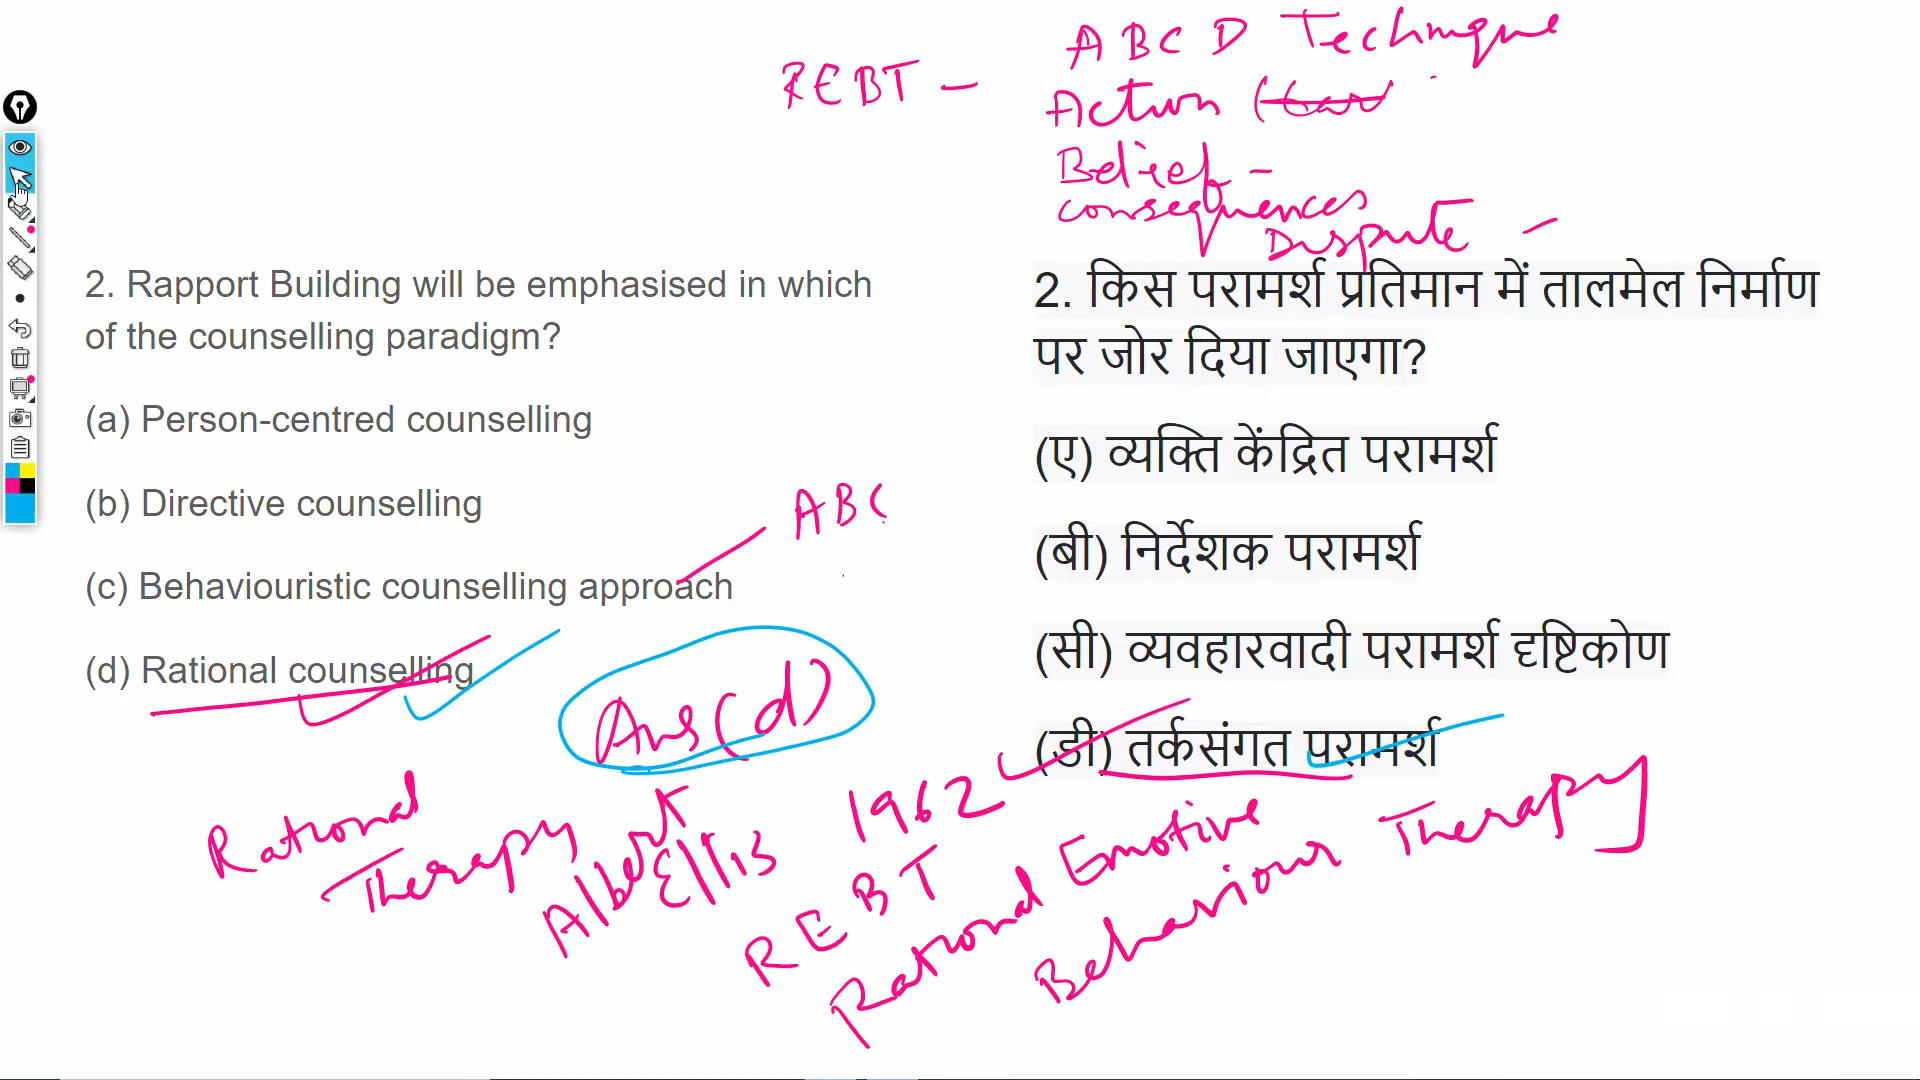 ABCD Technique
REBT -
Action (
Belief -
consequences
Dispute -
2. Rapport Building will be emphasised in which
of the counselling paradigm?
(a) Person-centred counselling
(b) Directive counselling
ABC
(c) Behaviouristic counselling approach
(d) Rational counselling
Ans (d)
2. किस परामर्श प्रतिमान में तालमेल निर्माण
पर जोर दिया जाएगा?
(ए) व्यक्ति केंद्रित परामर्श
(बी) निर्देशक परामर्श
(सी) व्यवहारवादी परामर्श दृष्टिकोण
(डी) तर्कसंगत परामर्श
Rational
Therapy
Albert
Ellis
1962
REBT
Rational Emotive
Behaviour Therapy